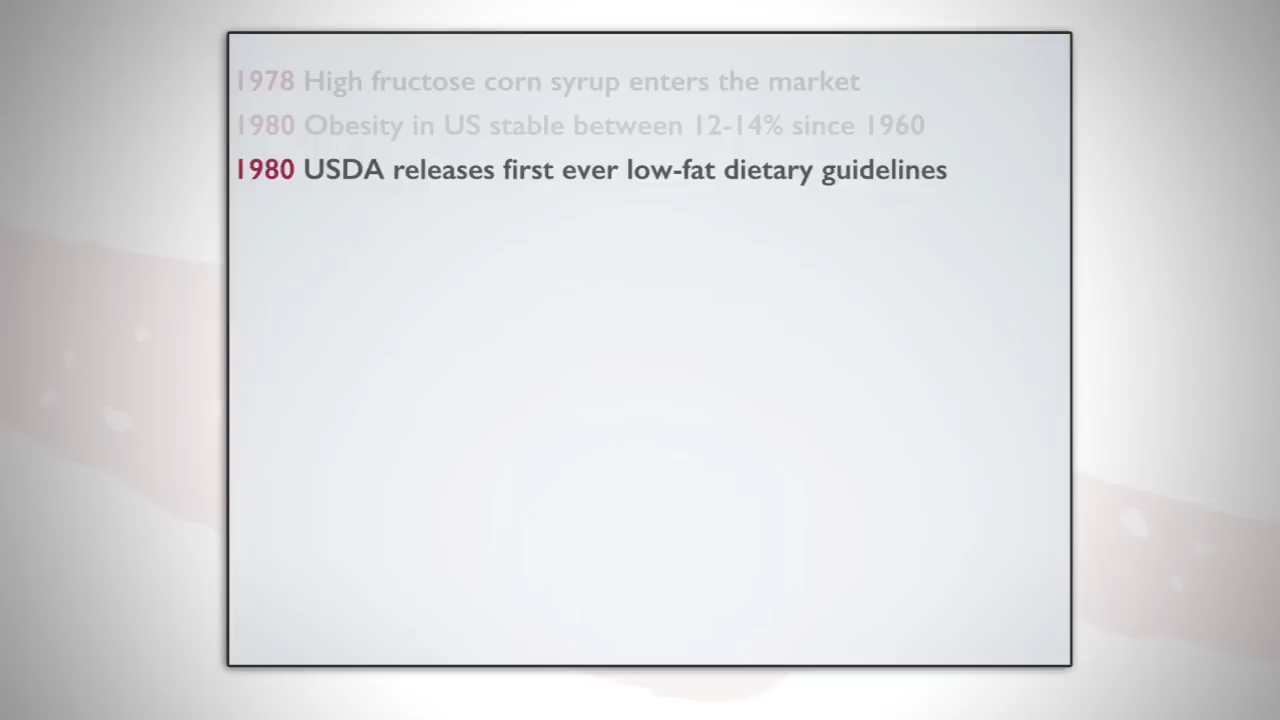 1978 High fructose corn syrup enters the market
1980 Obesity in US stable between 12-14% since 1960
1980 USDA releases first ever low-fat dietary guidelines